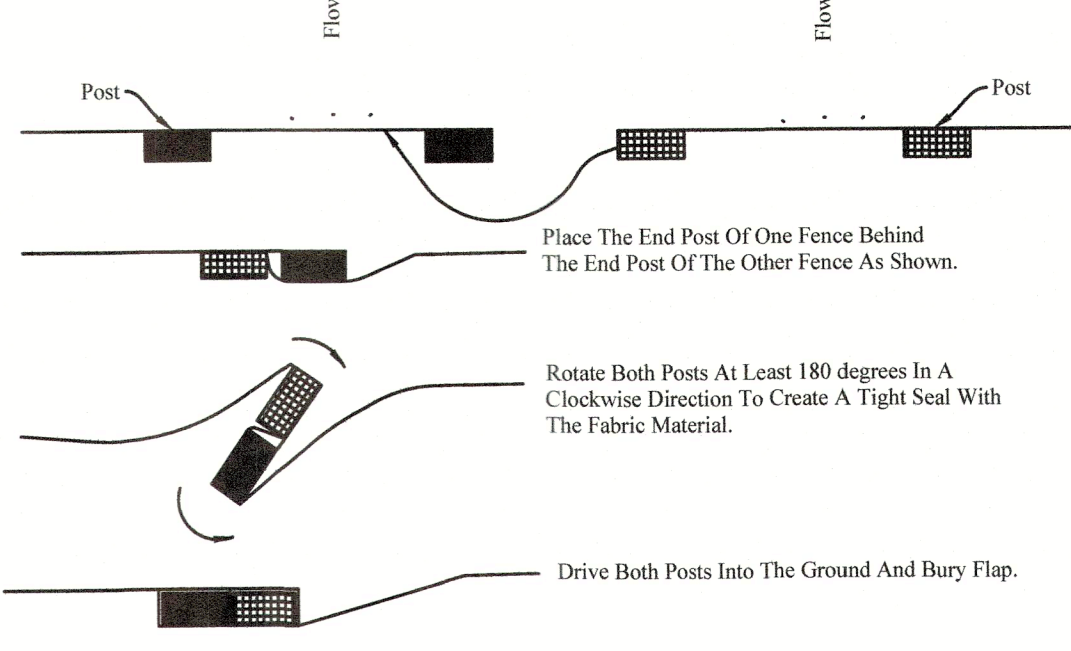 Post
Post
Place The End Post Of One Fence Behind
The End Post Of The Other Fence As Shown.
Rotate Both Posts At Least 180 degrees In A
Clockwise Direction To Create A Tight Seal With
The Fabric Material.
Drive Both Posts Into The Ground And Bury Flap.